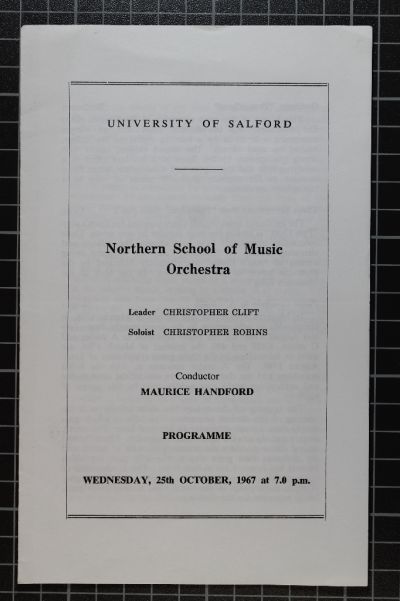 UNIVERSITY OF SALFORD
Northern School of Music
Orchestra
Leader CHRISTOPHER CLIFT
Soloist CHRISTOPHER ROBINS
Conductor
MAURICE HANDFORD
PROGRAMME
WEDNESDAY, 25th OCTOBER, 1967 at 7.0 p.m.